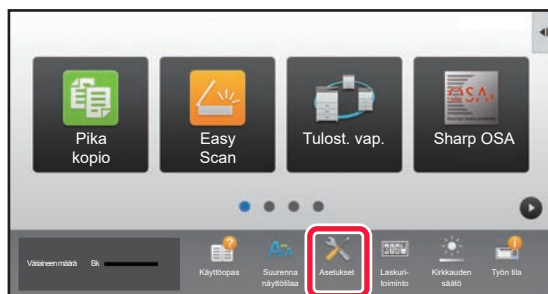 Pika
kopio
Easy
Scan
Tulost. vap.
Sharp OSA
Väriaineen määrä Bk
Käyttöopas
Suurenna
näyttötilaa
Asetukset
Laskuri-
toiminto
Kirkkauden
säätö
Työn tila